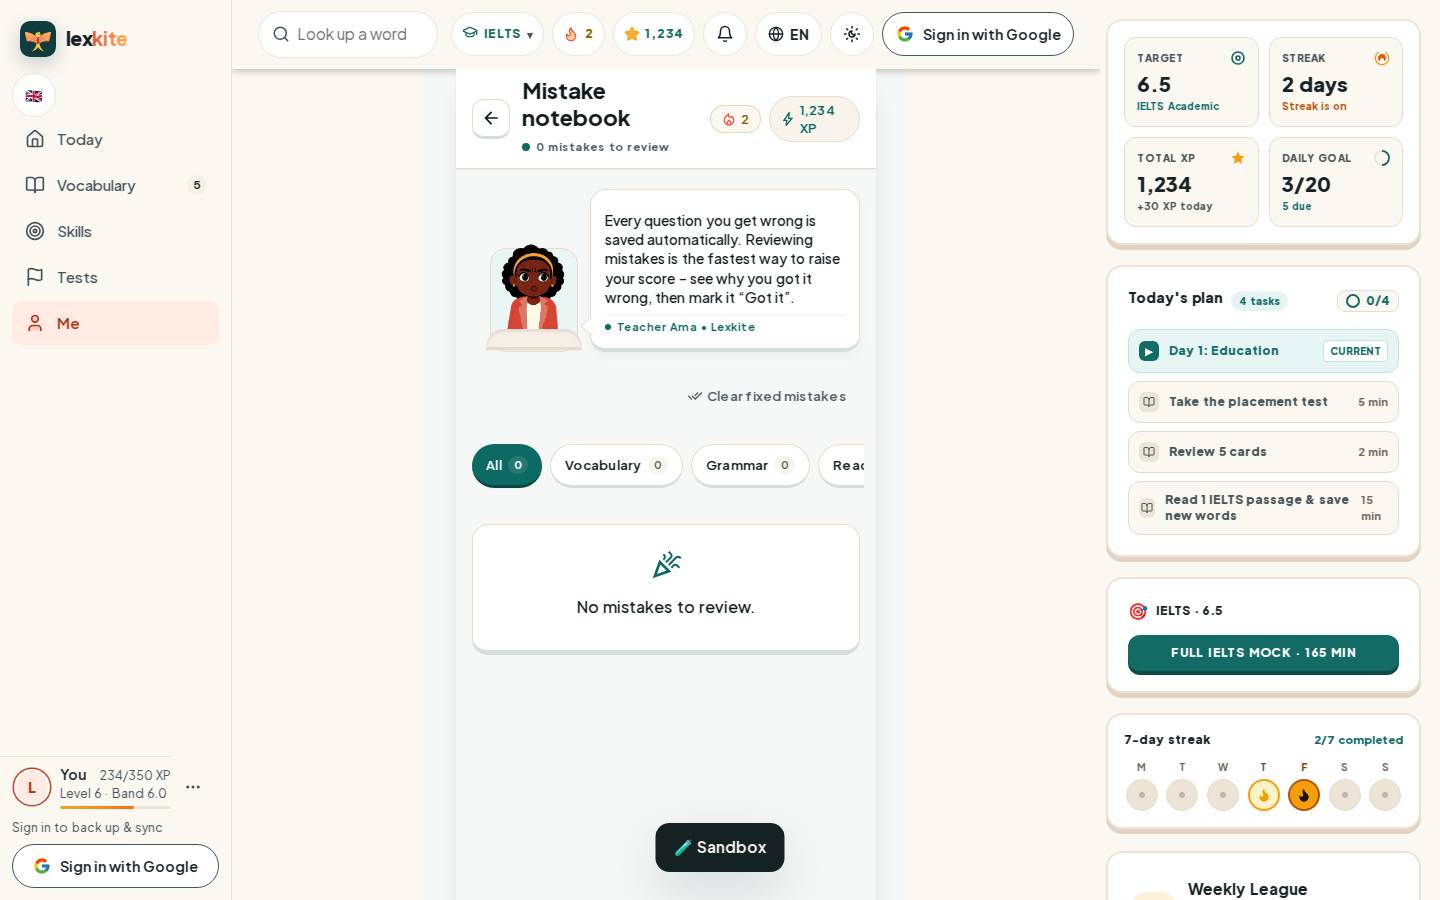 lexkite
Today
Vocabulary 5
Skills
Tests
Me
You 234/350 XP
Level 6 · Band 6.0
Sign in to back up & sync
Sign in with Google
Look up a word
IELTS ▾
2
1,234
EN
Sign in with Google
Mistake
notebook
0 mistakes to review
2
1,234
XP
Every question you get wrong is
saved automatically. Reviewing
mistakes is the fastest way to raise
your score – see why you got it
wrong, then mark it “Got it”.
Teacher Ama • Lexkite
Clear fixed mistakes
All 0
Vocabulary 0
Grammar 0
No mistakes to review.
🧪 Sandbox
TARGET
6.5
IELTS Academic
STREAK
2 days
Streak is on
TOTAL XP
1,234
+30 XP today
DAILY GOAL
3/20
5 due
Today's plan 4 tasks 0/4
Day 1: Education CURRENT
Take the placement test 5 min
Review 5 cards 2 min
Read 1 IELTS passage & save 15
new words min
🎯 IELTS · 6.5
FULL IELTS MOCK · 165 MIN
7-day streak 2/7 completed
M T W T F S S
Weekly League
L